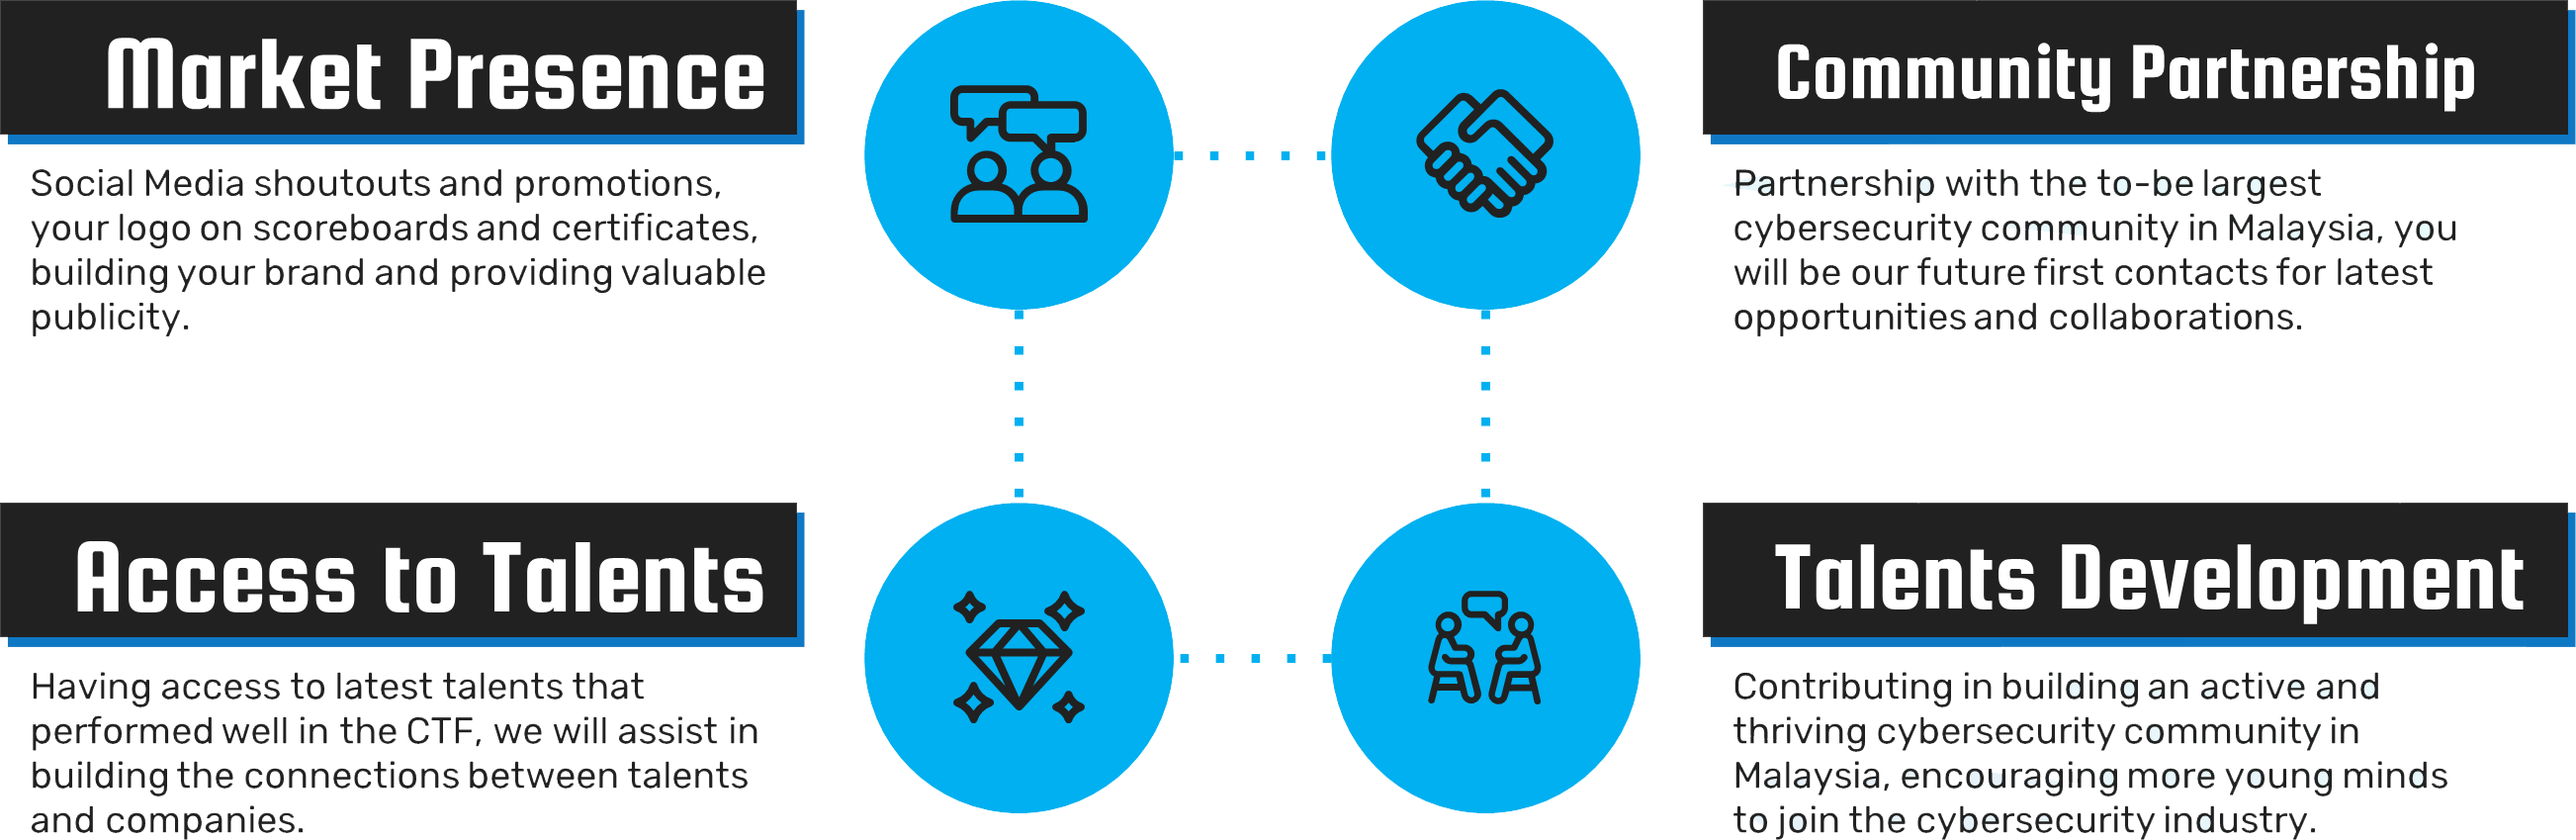 Market Presence
Social Media shoutouts and promotions,
your logo on scoreboards and certificates,
building your brand and providing valuable
publicity.
Community Partnership
Partnership with the to-be largest
cybersecurity community in Malaysia, you
will be our future first contacts for latest
opportunities and collaborations.
Access to Talents
Having access to latest talents that
performed well in the CTF, we will assist in
building the connections between talents
and companies.
Talents Development
Contributing in building an active and
thriving cybersecurity community in
Malaysia, encouraging more young minds
to join the cybersecurity industry.